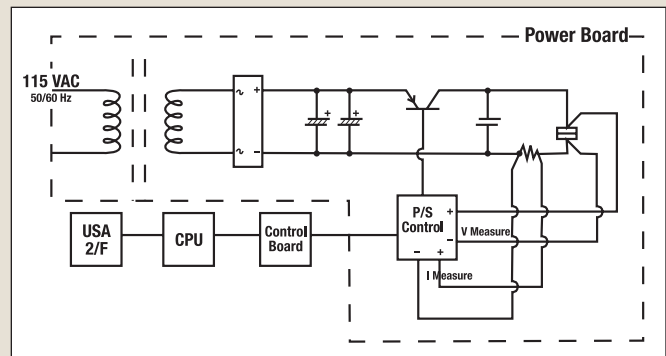 Power Board
115 VAC
50/60 Hz
~ +
+ +
~ -
P/S
Control
+
-
V Measure
- +
I Measure
USA
2/F
CPU
Control
Board